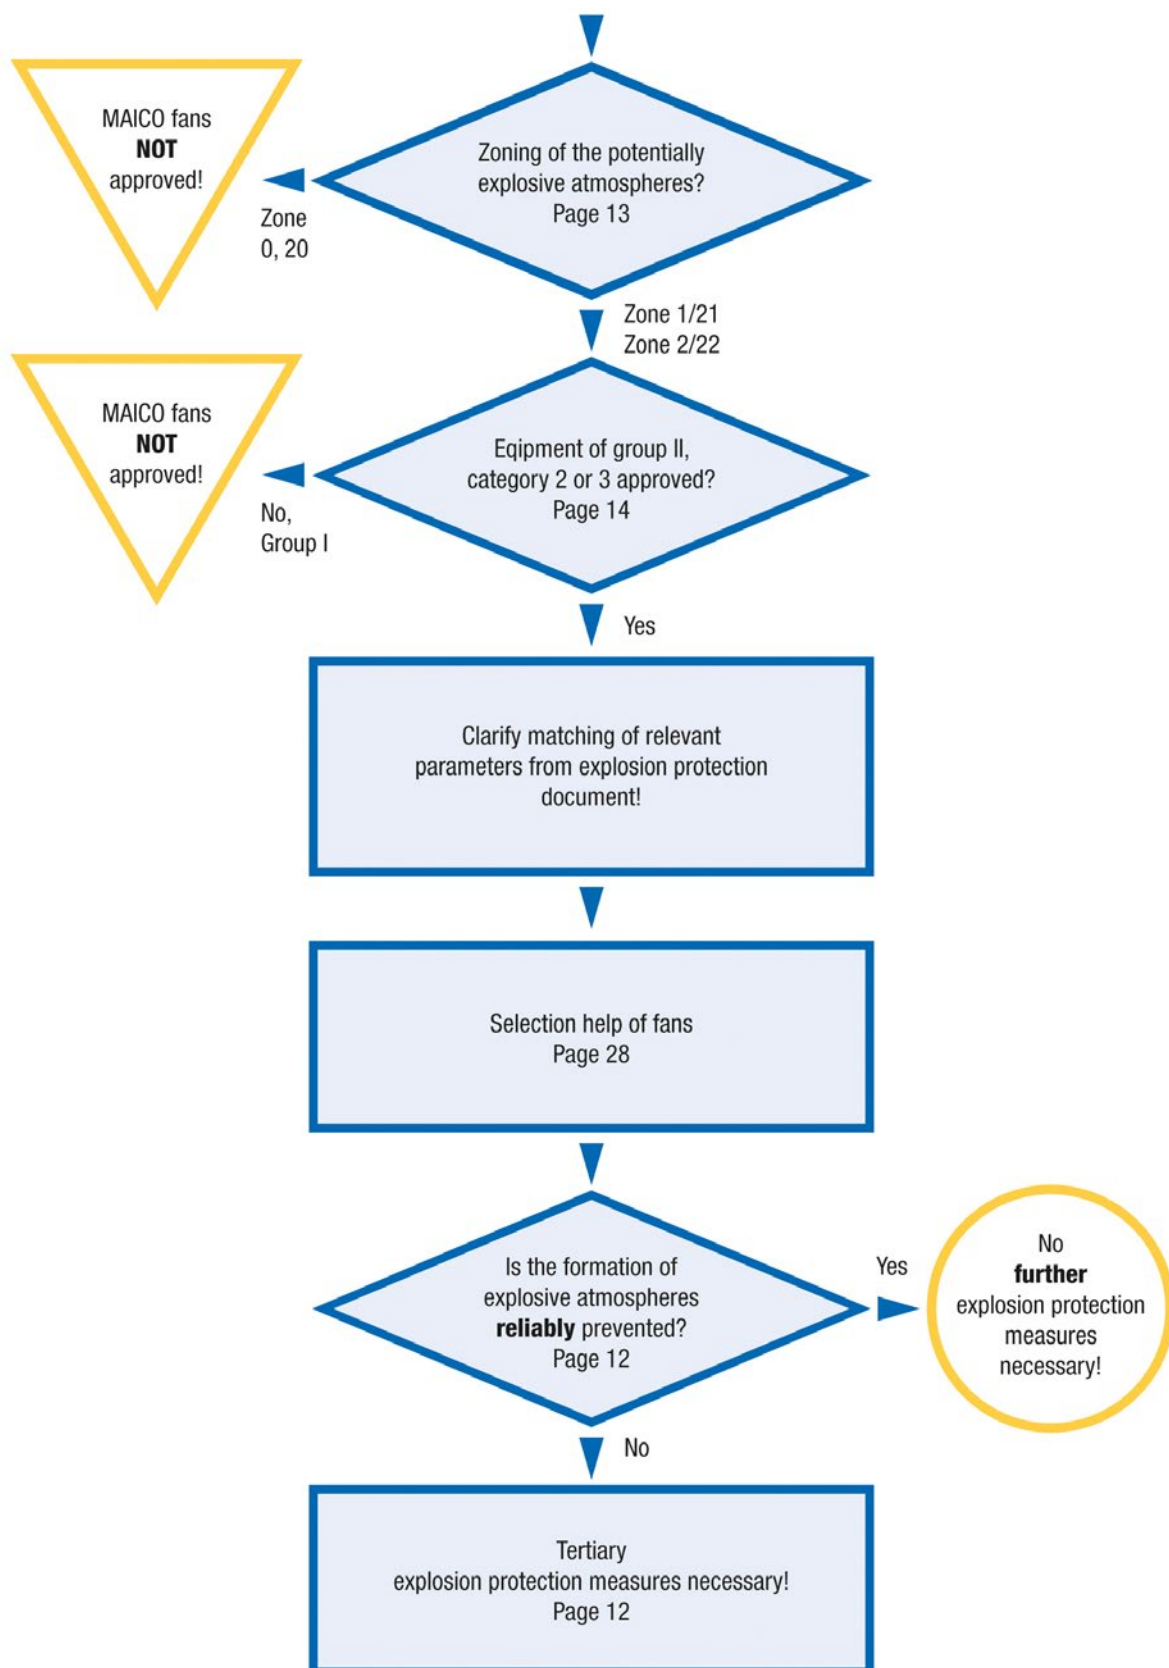 MAICO fans
NOT
approved!
Zoning of the potentially
explosive atmospheres?
Page 13
Zone
0, 20
Zone 1/21
Zone 2/22
MAICO fans
NOT
approved!
Eqipment of group II,
category 2 or 3 approved?
Page 14
No,
Group I
Yes
Clarify matching of relevant
parameters from explosion protection
document!
Selection help of fans
Page 28
Is the formation of
explosive atmospheres
reliably prevented?
Page 12
Yes
No
further
explosion protection
measures
necessary!
No
Tertiary
explosion protection measures necessary!
Page 12